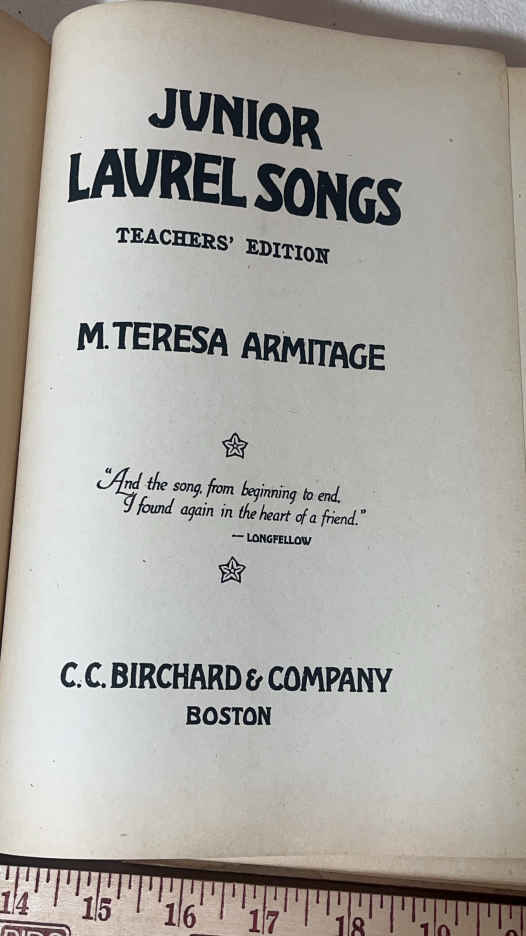 JUNIOR
LAUREL SONGS
TEACHERS' EDITION
M. TERESA ARMITAGE
"And the song, from beginning to end,
I found again in the heart of a friend."
— LONGFELLOW
C. C. BIRCHARD & COMPANY
BOSTON
14 15 16 17 18